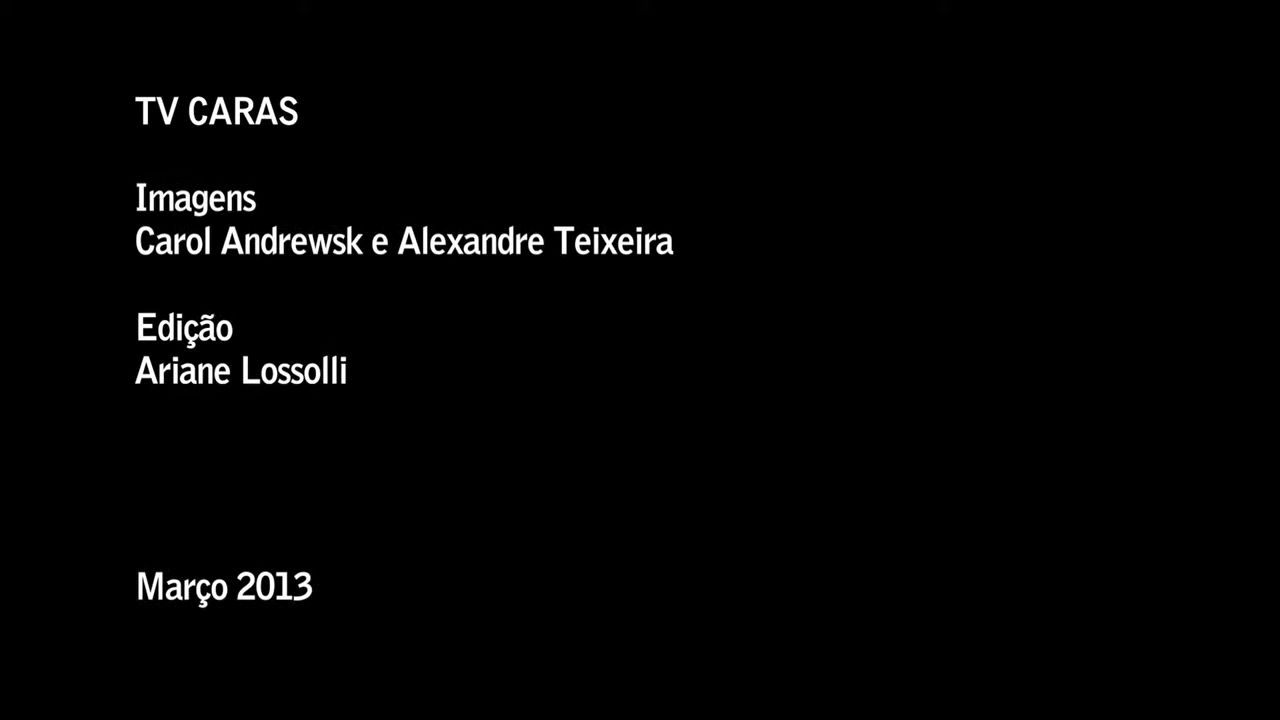 TV CARAS
Imagens
Carol Andrewsk e Alexandre Teixeira
Edição
Ariane Lossolli
Março 2013